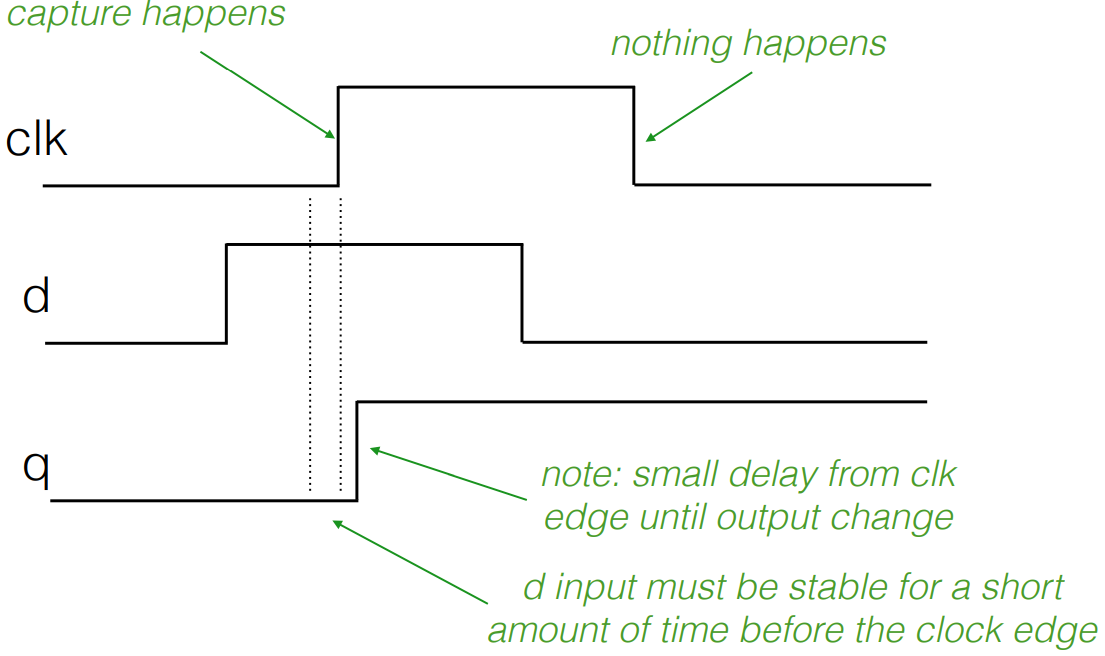 capture happens
nothing happens
clk
d
q
note: small delay from clk
edge until output change
d input must be stable for a short
amount of time before the clock edge